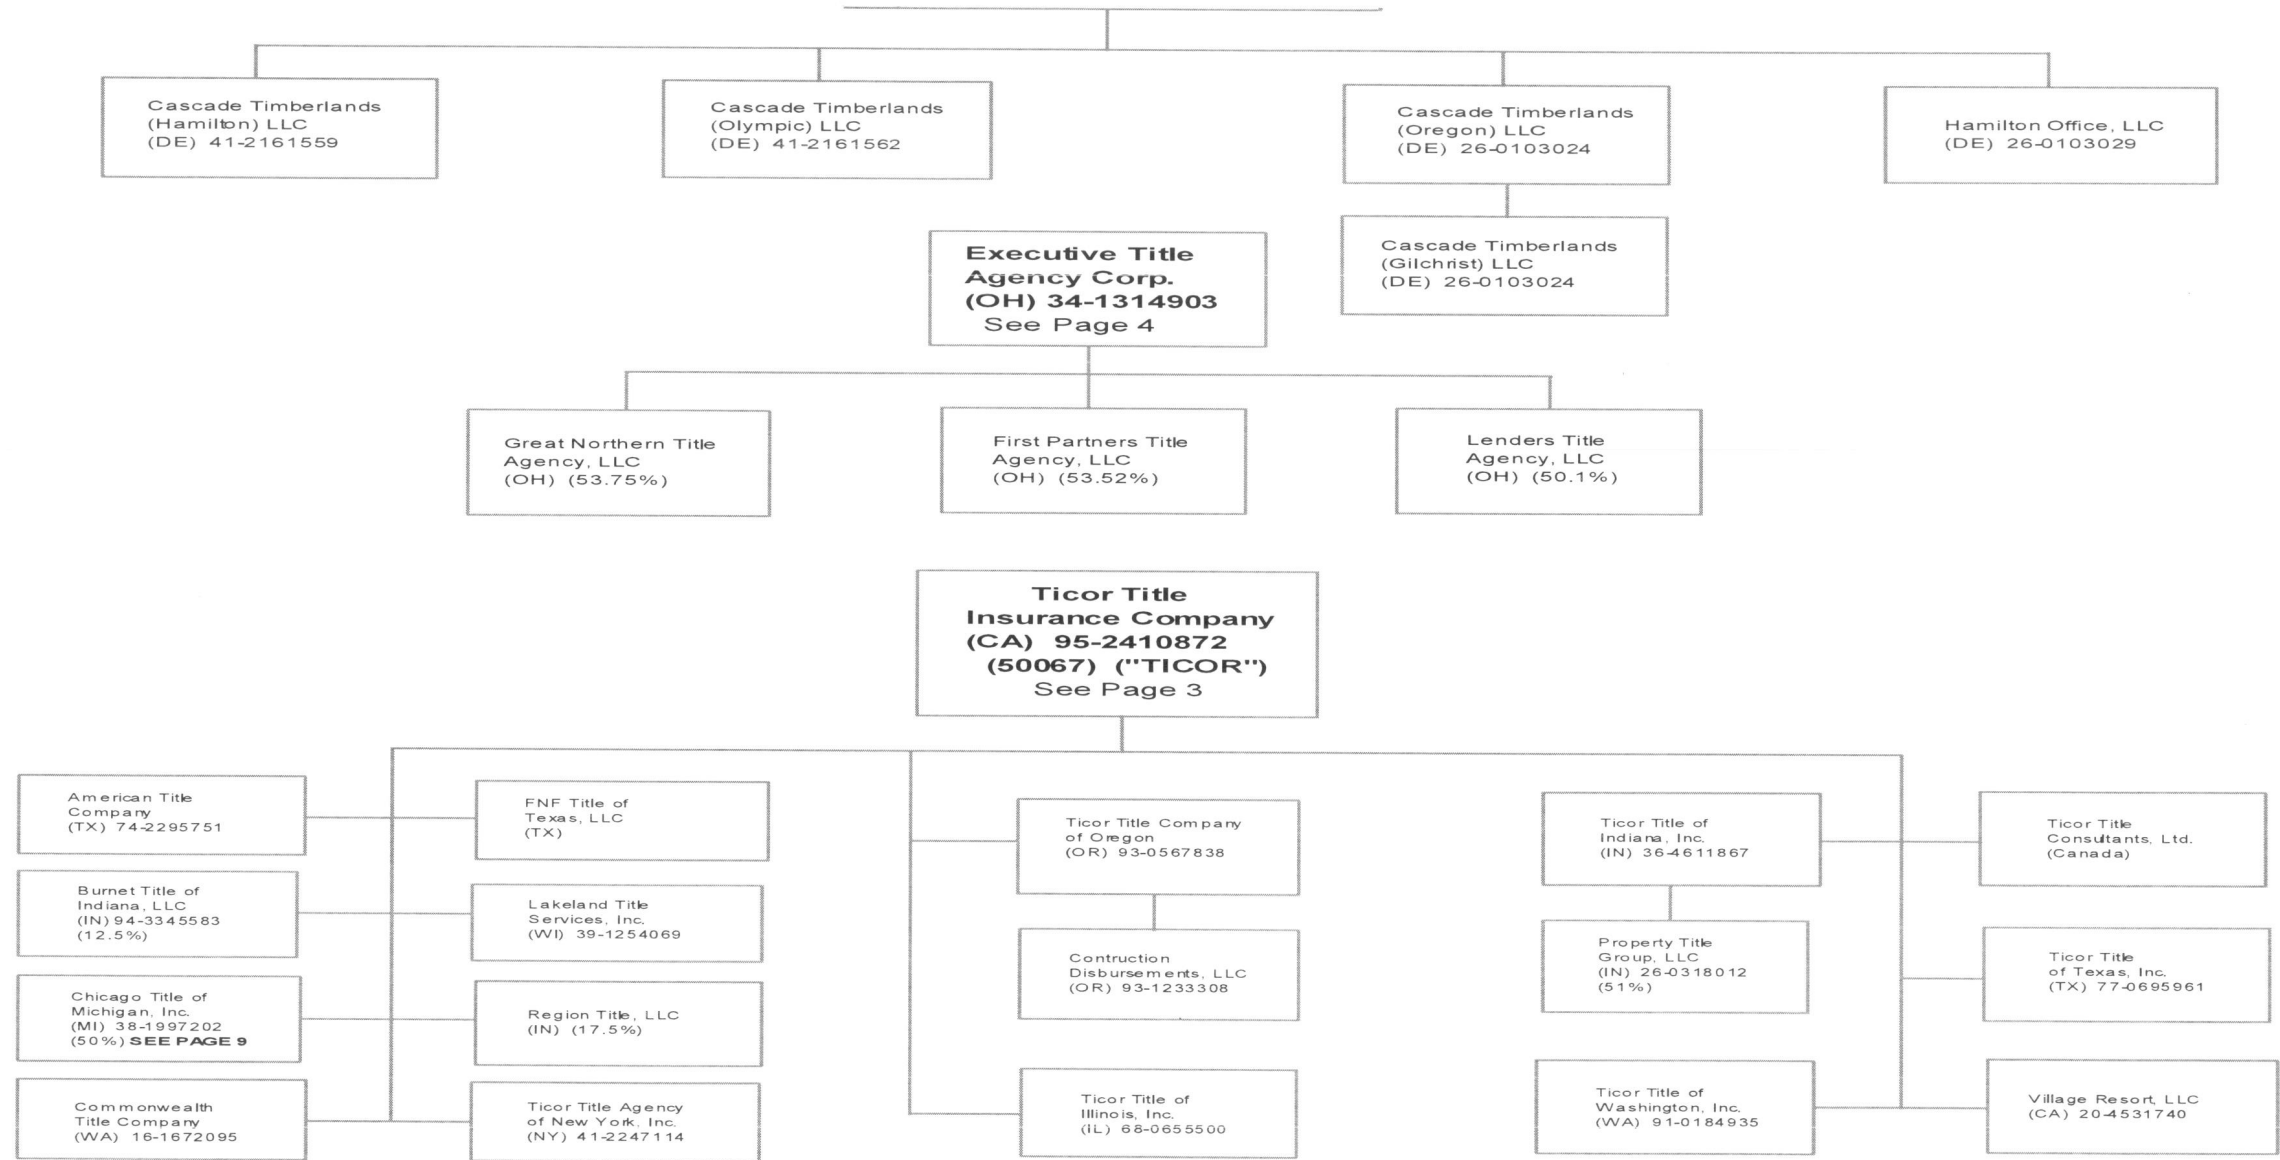 Cascade Timberlands
(Hamilton) LLC
(DE) 41-2161559
Cascade Timberlands
(Olympic) LLC
(DE) 41-2161562
Cascade Timberlands
(Oregon) LLC
(DE) 26-0103024
Hamilton Office, LLC
(DE) 26-0103029
Cascade Timberlands
(Gilchrist) LLC
(DE) 26-0103024
Executive Title
Agency Corp.
(OH) 34-1314903
See Page 4
Great Northern Title
Agency, LLC
(OH) (53.75%)
First Partners Title
Agency, LLC
(OH) (53.52%)
Lenders Title
Agency, LLC
(OH) (50.1%)
Ticor Title
Insurance Company
(CA) 95-2410872
(50067) ("TICOR")
See Page 3
American Title
Company
(TX) 74-2295751
FNF Title of
Texas, LLC
(TX)
Ticor Title Company
of Oregon
(OR) 93-0567838
Ticor Title of
Indiana, Inc.
(IN) 36-4611867
Ticor Title
Consultants, Ltd.
(Canada)
Burnet Title of
Indiana, LLC
(IN) 94-3345583
(12.5%)
Lakeland Title
Services, Inc.
(WI) 39-1254069
Contruction
Disbursements, LLC
(OR) 93-1233308
Property Title
Group, LLC
(IN) 26-0318012
(51%)
Ticor Title
of Texas, Inc.
(TX) 77-0695961
Chicago Title of
Michigan, Inc.
(MI) 38-1997202
(50%) SEE PAGE 9
Region Title, LLC
(IN) (17.5%)
Commonwealth
Title Company
(WA) 16-1672095
Ticor Title Agency
of New York, Inc.
(NY) 41-2247114
Ticor Title of
Illinois, Inc.
(IL) 68-0655500
Ticor Title of
Washington, Inc.
(WA) 91-0184935
Village Resort, LLC
(CA) 20-4531740